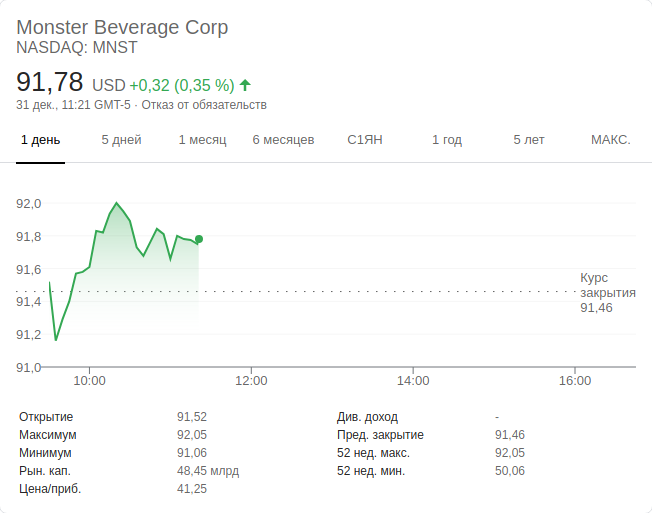 Monster Beverage Corp
NASDAQ: MNST
91,78 USD +0,32 (0,35 %)
31 дек., 11:21 GMT-5 · Отказ от обязательств
1 день 5 дней 1 месяц 6 месяцев С1ЯН 1 год 5 лет МАКС.
92,0
91,8
91,6
91,4
91,2
91,0
Курс
закрытия
91,46
10:00 12:00 14:00 16:00
Открытие 91,52 Див. доход -
Максимум 92,05 Пред. закрытие 91,46
Минимум 91,06 52 нед. макс. 92,05
Рын. кап. 48,45 млрд 52 нед. мин. 50,06
Цена/приб. 41,25